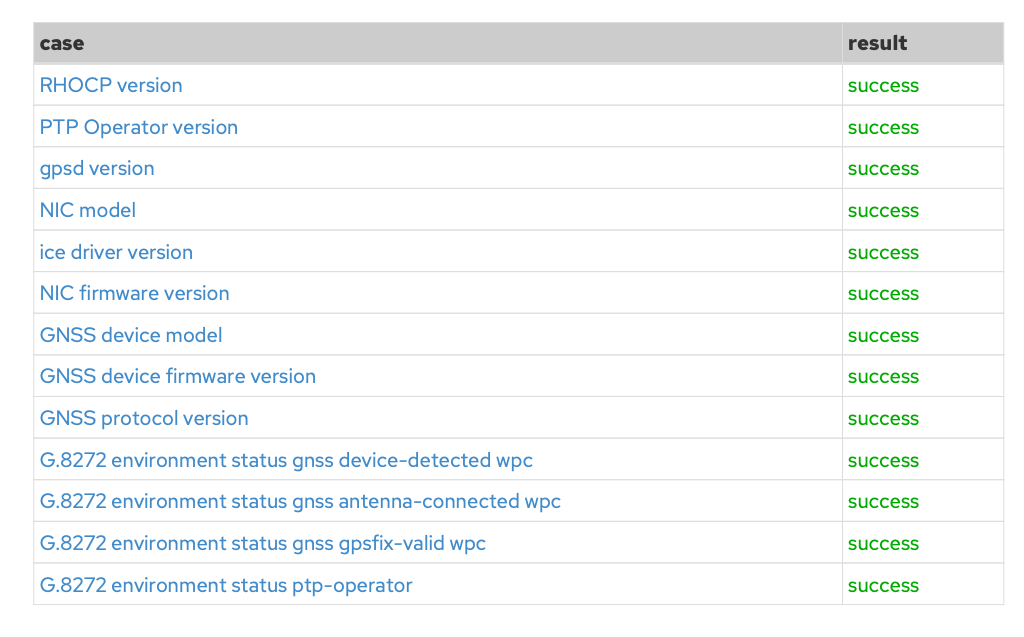 case result
RHOCP version success
PTP Operator version success
gpsd version success
NIC model success
ice driver version success
NIC firmware version success
GNSS device model success
GNSS device firmware version success
GNSS protocol version success
G.8272 environment status gnss device-detected wpc success
G.8272 environment status gnss antenna-connected wpc success
G.8272 environment status gnss gpsfix-valid wpc success
G.8272 environment status ptp-operator success